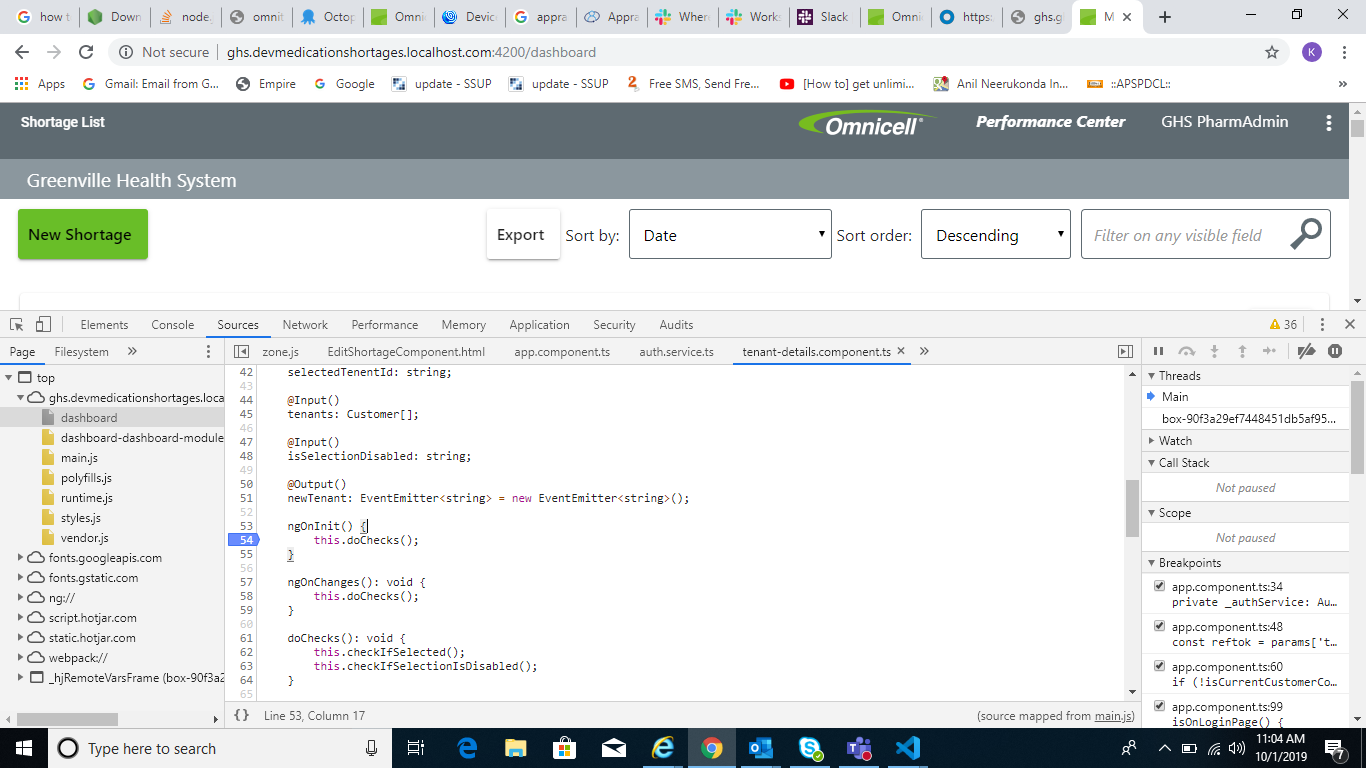 how t
Down
node
omnit
Octop
Omni
Devic
appra
Appra
Wher
Works
Slack
Omni
https:
ghs.g
M
Not secure
ghs.devmedicationshortages.localhost.com:4200/dashboard
K
Apps
Gmail: Email from G...
Empire
Google
update - SSUP
update - SSUP
Free SMS, Send Fre...
[How to] get unlimi...
Anil Neerukonda In...
::APSPDCL::
Shortage List
Omnicell
Performance Center
GHS PharmAdmin
Greenville Health System
New Shortage
Export
Sort by:
Date
Sort order:
Descending
Filter on any visible field
Elements
Console
Sources
Network
Performance
Memory
Application
Security
Audits
36
Page
Filesystem
zone.js
EditShortageComponent.html
app.component.ts
auth.service.ts
tenant-details.component.ts
top
ghs.devmedicationshortages.loca
dashboard
dashboard-dashboard-module
main.js
polyfills.js
runtime.js
styles.js
vendor.js
fonts.googleapis.com
fonts.gstatic.com
ng://
script.hotjar.com
static.hotjar.com
webpack://
_hjRemoteVarsFrame (box-90f3a2
42 selectedTenentId: string;
43
44 @Input()
45 tenants: Customer[];
46
47 @Input()
48 isSelectionDisabled: string;
49
50 @Output()
51 newTenant: EventEmitter<string> = new EventEmitter<string>();
52
53 ngOnInit() {
54 this.doChecks();
55 }
56
57 ngOnChanges(): void {
58 this.doChecks();
59 }
60
61 doChecks(): void {
62 this.checkIfSelected();
63 this.checkIfSelectionIsDisabled();
64 }
65
{} Line 53, Column 17
(source mapped from main.js)
Threads
Main
box-90f3a29ef7448451db5af95...
Watch
Call Stack
Not paused
Scope
Not paused
Breakpoints
app.component.ts:34
private _authService: Au...
app.component.ts:48
const reftok = params['t...
app.component.ts:60
if (!isCurrentCustomerCo...
app.component.ts:99
isOnLoginPage() {
Type here to search
11:04 AM
10/1/2019
7